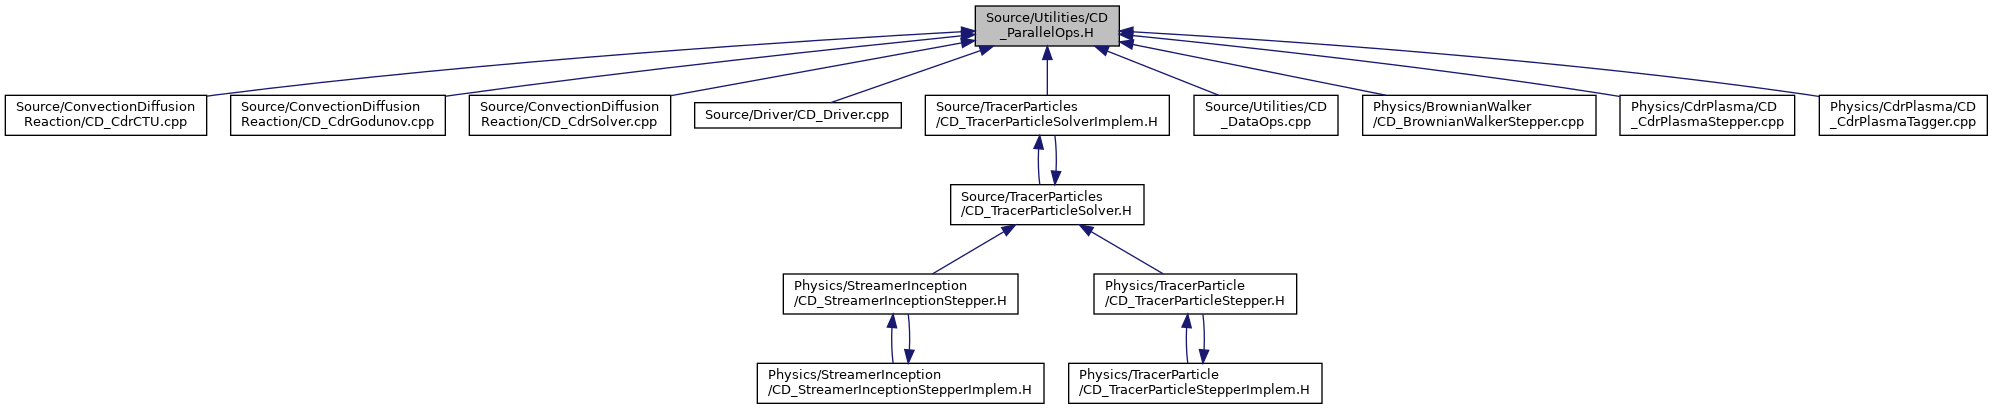 Source/Utilities/CD
_ParallelOps.H
Source/ConvectionDiffusion
Reaction/CD_CdrCTU.cpp
Source/ConvectionDiffusion
Reaction/CD_CdrGodunov.cpp
Source/ConvectionDiffusion
Reaction/CD_CdrSolver.cpp
Source/Driver/CD_Driver.cpp
Source/TracerParticles
/CD_TracerParticleSolverImplem.H
Source/Utilities/CD
_DataOps.cpp
Physics/BrownianWalker
/CD_BrownianWalkerStepper.cpp
Physics/CdrPlasma/CD
_CdrPlasmaStepper.cpp
Physics/CdrPlasma/CD
_CdrPlasmaTagger.cpp
Source/TracerParticles
/CD_TracerParticleSolver.H
Physics/StreamerInception
/CD_StreamerInceptionStepper.H
Physics/TracerParticle
/CD_TracerParticleStepper.H
Physics/StreamerInception
/CD_StreamerInceptionStepperImplem.H
Physics/TracerParticle
/CD_TracerParticleStepperImplem.H